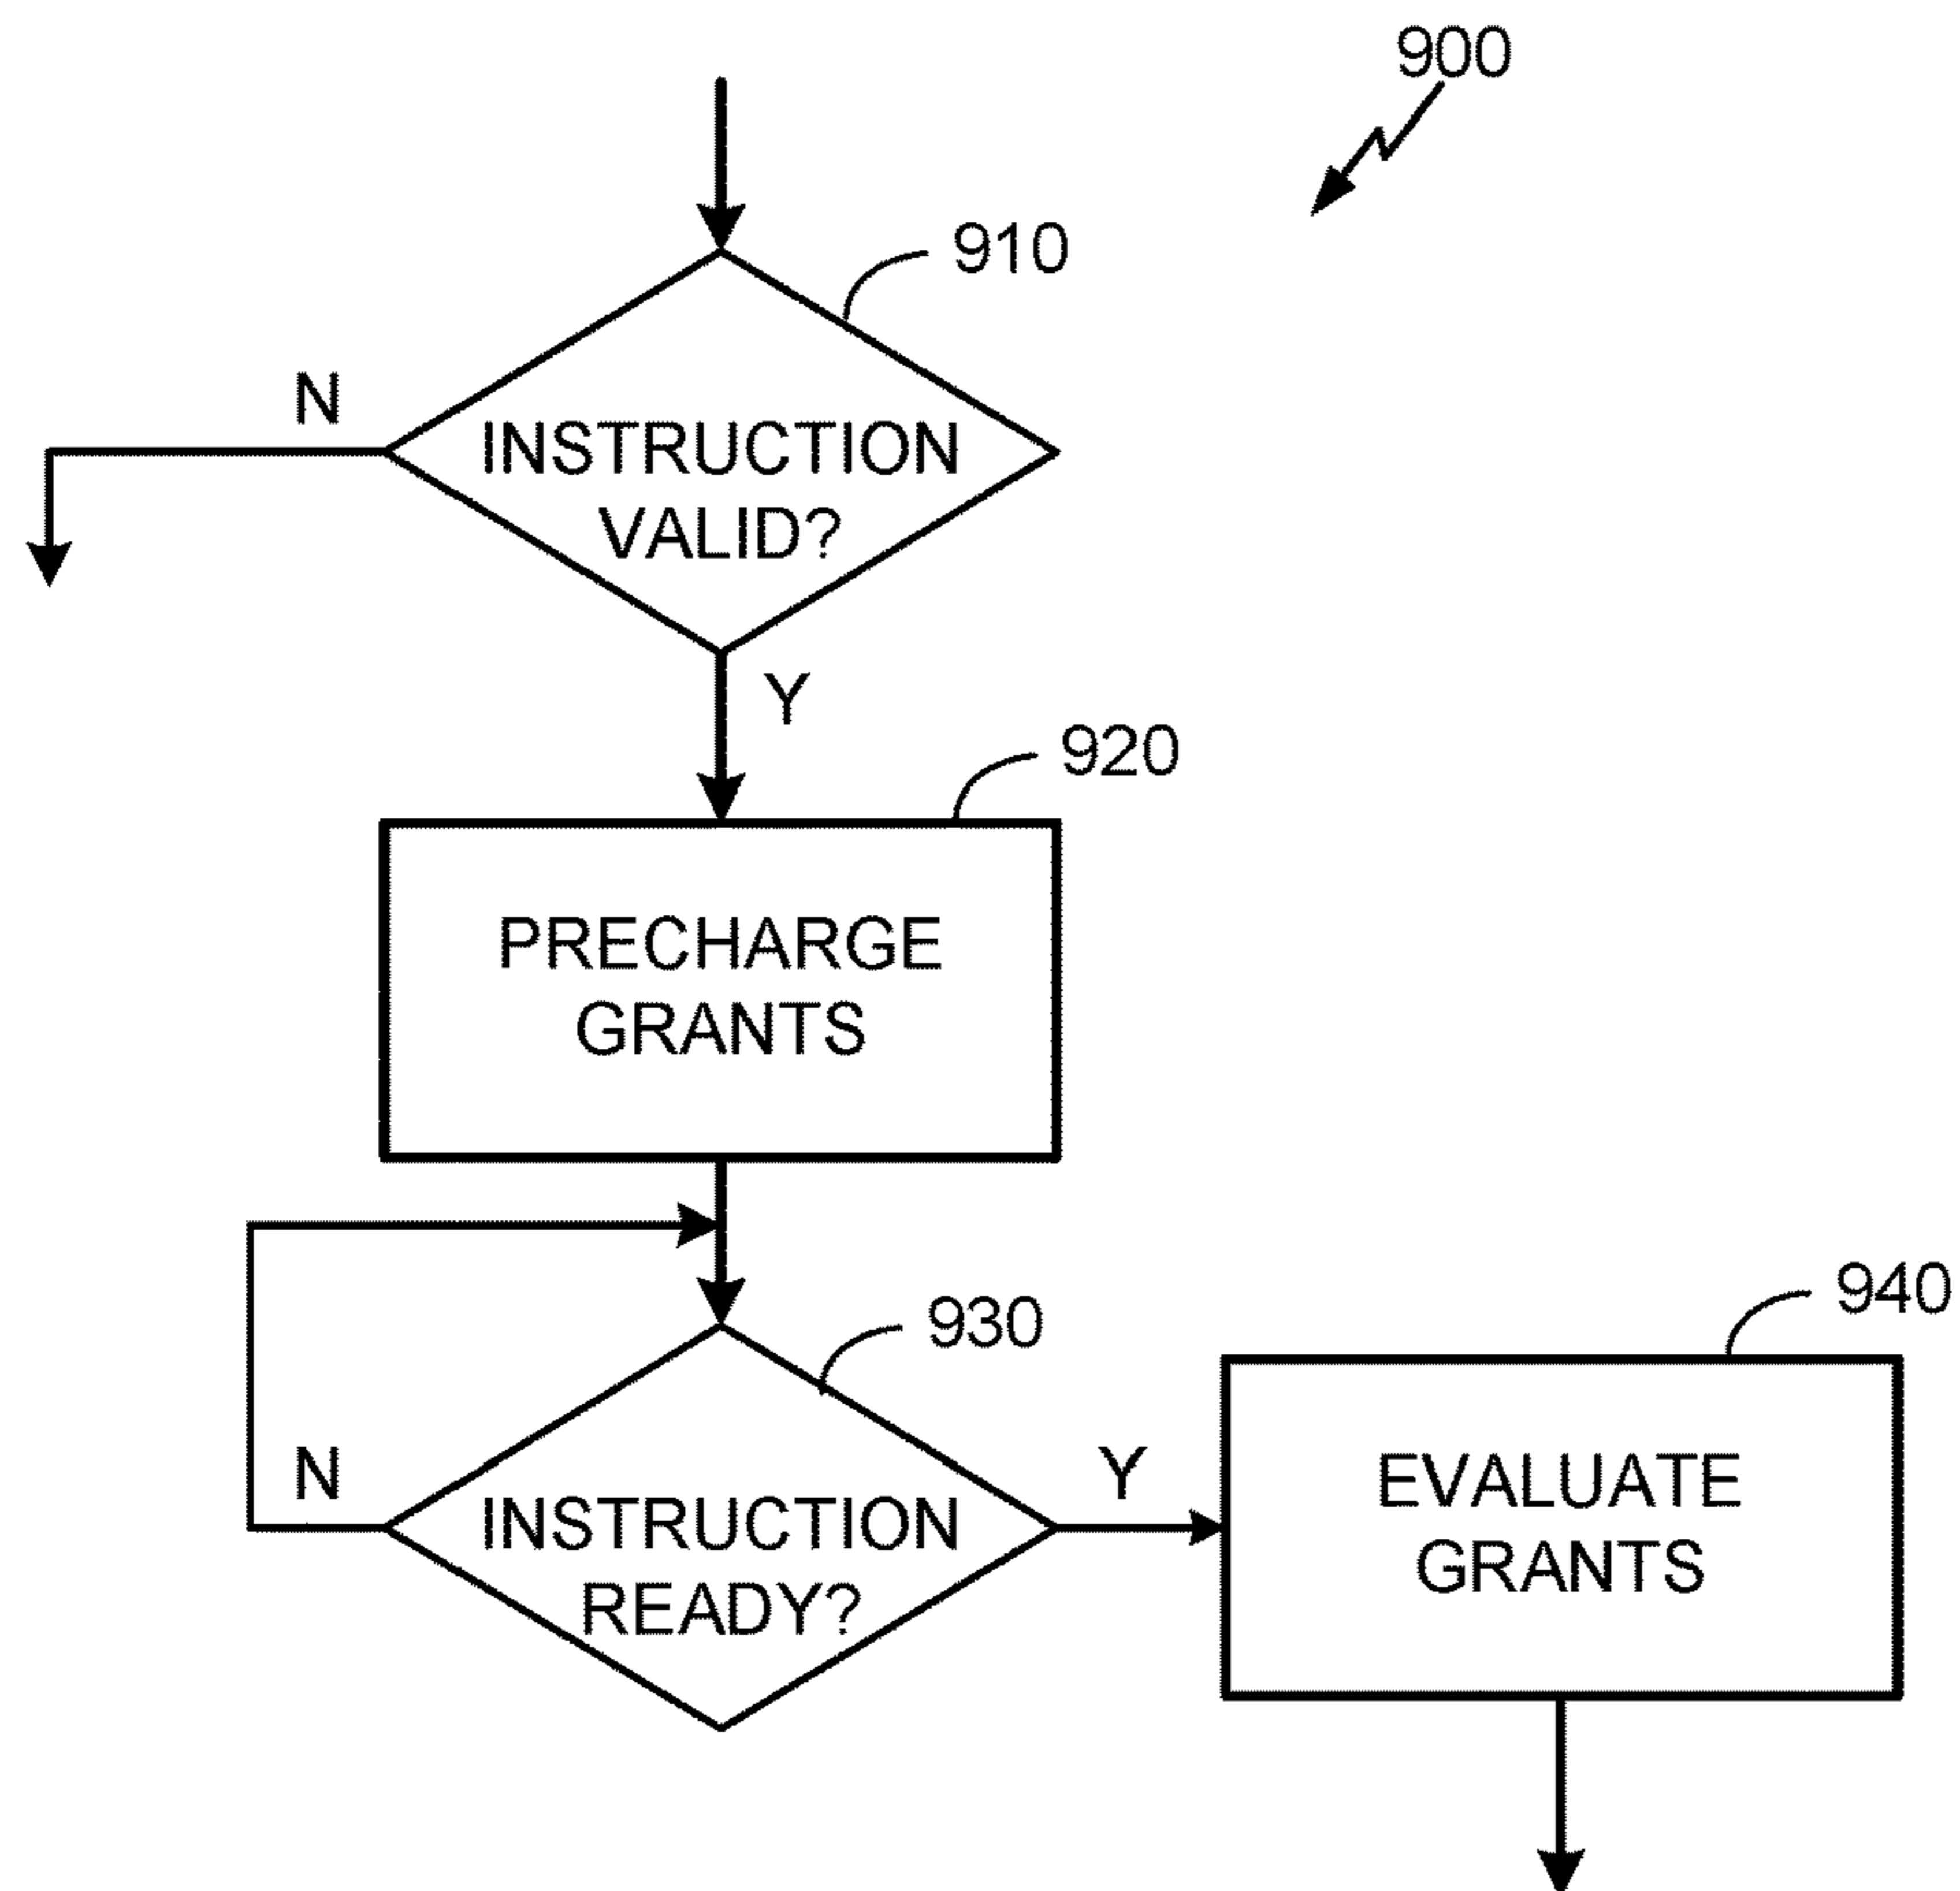 900
910
N
INSTRUCTION
VALID?
Y
920
PRECHARGE
GRANTS
930
940
N
INSTRUCTION
READY?
Y
EVALUATE
GRANTS